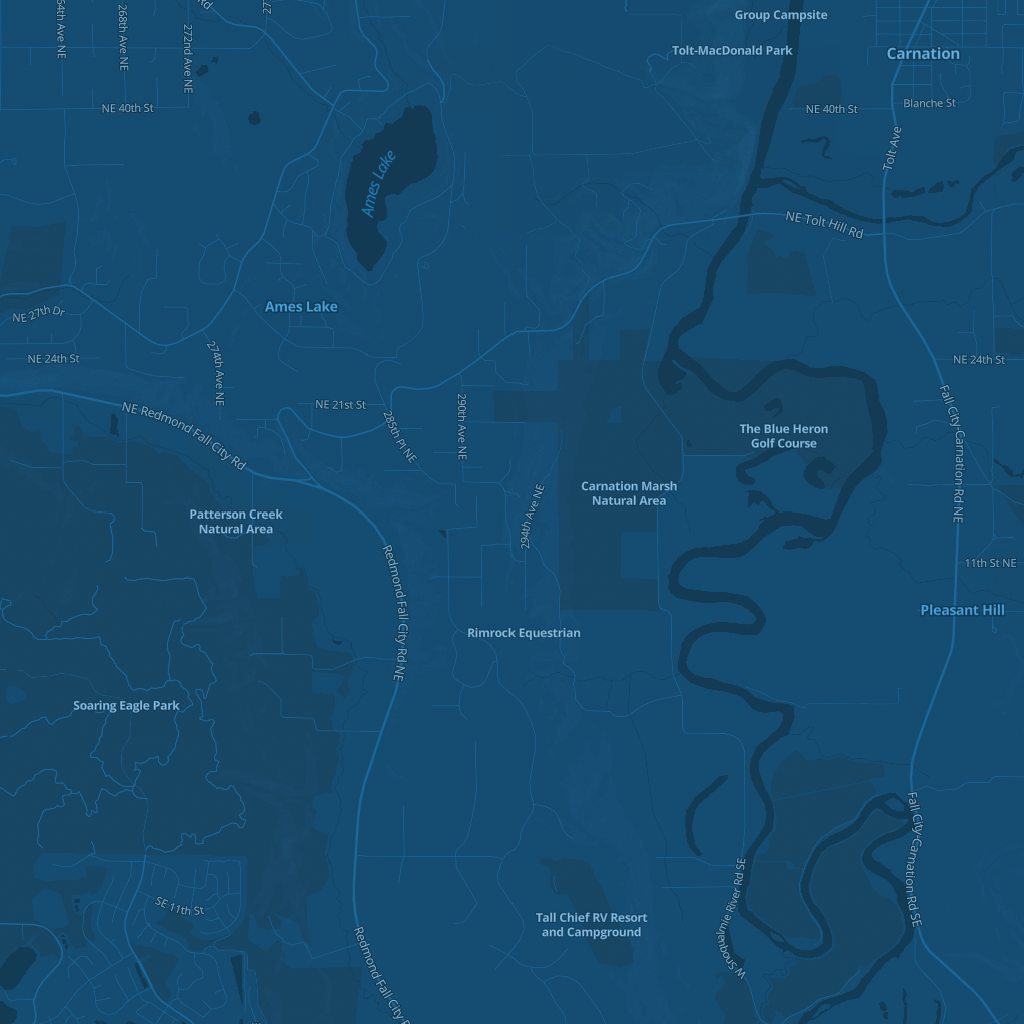 Group Campsite
Tolt-MacDonald Park
Carnation
268th Ave NE
272nd Ave NE
NE 40th St
NE 40th St
Blanche St
Tolt Ave
Ames Lake
NE Tolt Hill Rd
Ames Lake
NE 27th Dr
NE 24th St
274th Ave NE
NE 24th St
NE 21st St
285th Pl NE
290th Ave NE
NE Redmond Fall City Rd
Fall City-Carnation Rd NE
The Blue Heron
Golf Course
Carnation Marsh
Natural Area
294th Ave NE
Patterson Creek
Natural Area
Redmond Fall City Rd NE
11th St NE
Pleasant Hill
Rimrock Equestrian
Soaring Eagle Park
Fall City-Carnation Rd SE
SE 11th St
Tall Chief RV Resort
and Campground
W Snoqualmie River Rd SE
Redmond Fall City